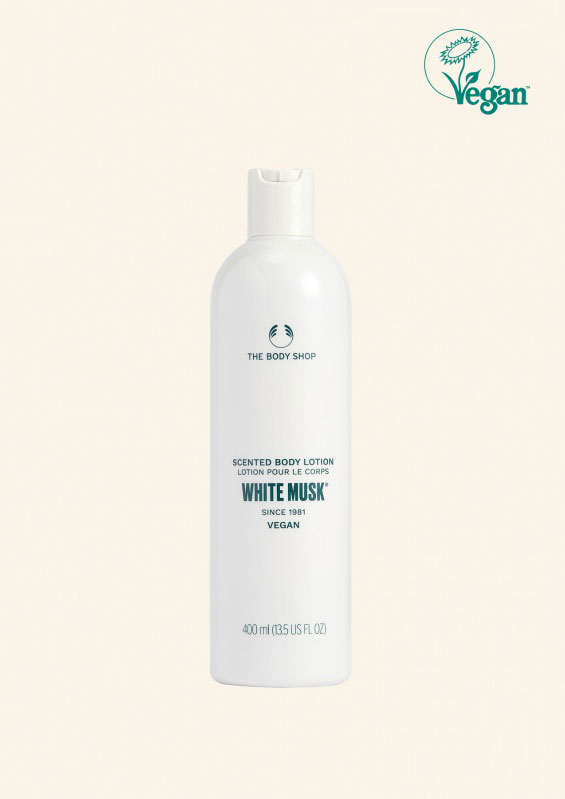 Vegan™
THE BODY SHOP
SCENTED BODY LOTION
LOTION POUR LE CORPS
WHITE MUSK®
SINCE 1981
VEGAN
400 ml (13.5 US FL OZ)